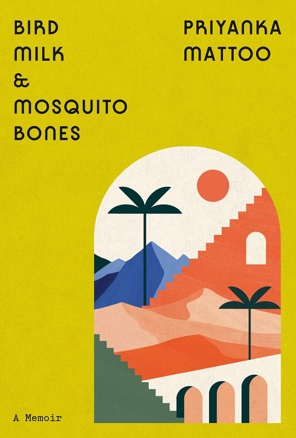 BIRD
MILK
&
MOSQUITO
BONES
PRIYANKA
MATTOO
A Memoir